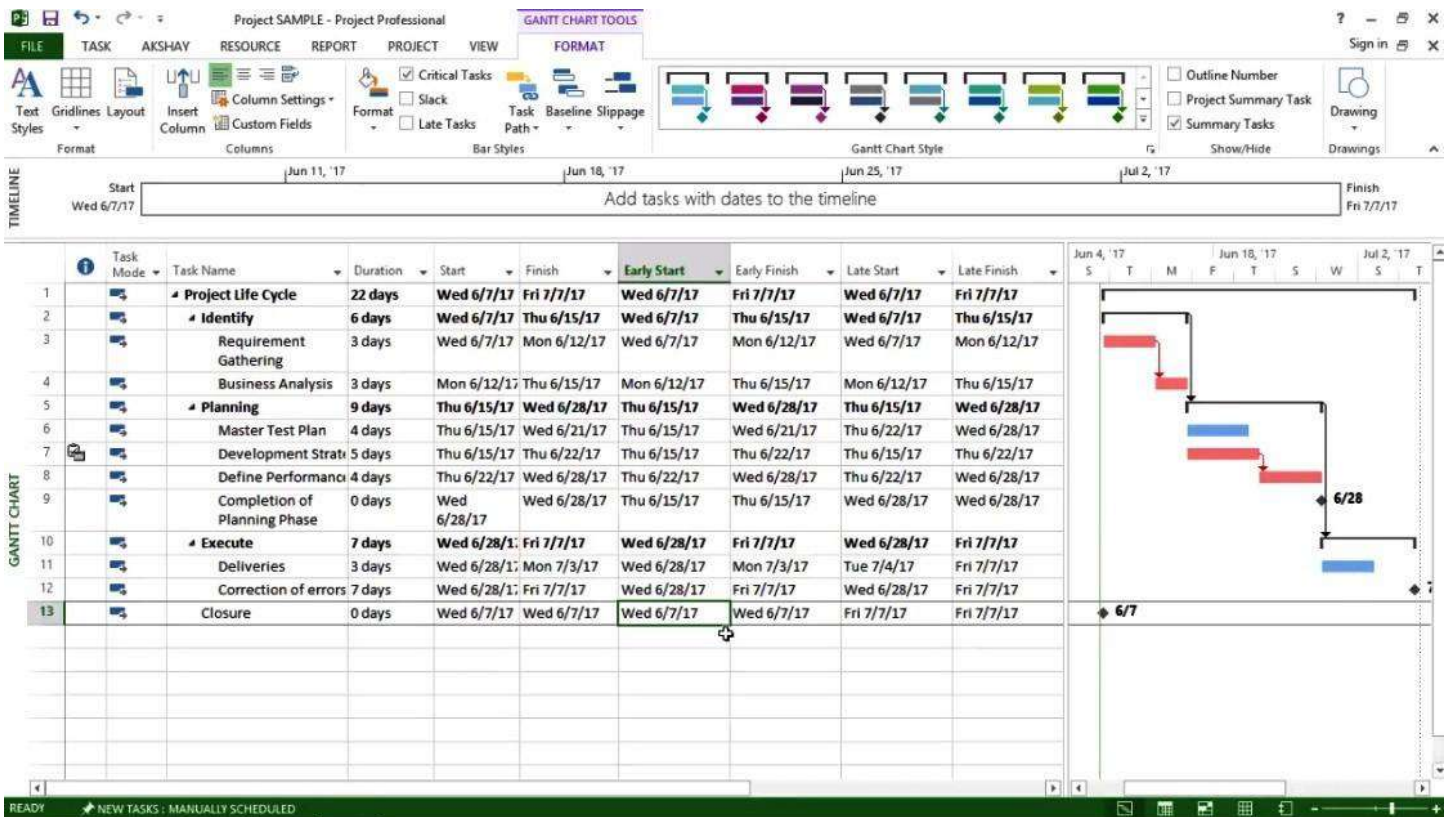 Project SAMPLE - Project Professional
GANTT CHART TOOLS
?
FILE TASK AKSHAY RESOURCE REPORT PROJECT VIEW FORMAT Sign in
Text Styles
Gridlines
Layout
Format
Insert Column
Column Settings
Custom Fields
Columns
Format
Critical Tasks
Slack
Late Tasks
Task Path
Baseline
Slippage
Bar Styles
Gantt Chart Style
Outline Number
Project Summary Task
Summary Tasks
Show/Hide
Drawing
Drawings
TIMELINE
Jun 11, '17 Jun 18, '17 Jun 25, '17 Jul 2, '17
Start
Wed 6/7/17
Add tasks with dates to the timeline
Finish
Fri 7/7/17
GANTT CHART
Task Mode Task Name Duration Start Finish Early Start Early Finish Late Start Late Finish
Jun 4, '17 Jun 18, '17 Jul 2, '17
S T M F T S W S T
1 Project Life Cycle 22 days Wed 6/7/17 Fri 7/7/17 Wed 6/7/17 Fri 7/7/17 Wed 6/7/17 Fri 7/7/17
2 Identify 6 days Wed 6/7/17 Thu 6/15/17 Wed 6/7/17 Thu 6/15/17 Wed 6/7/17 Thu 6/15/17
3 Requirement Gathering 3 days Wed 6/7/17 Mon 6/12/17 Wed 6/7/17 Mon 6/12/17 Wed 6/7/17 Mon 6/12/17
4 Business Analysis 3 days Mon 6/12/17 Thu 6/15/17 Mon 6/12/17 Thu 6/15/17 Mon 6/12/17 Thu 6/15/17
5 Planning 9 days Thu 6/15/17 Wed 6/28/17 Thu 6/15/17 Wed 6/28/17 Thu 6/15/17 Wed 6/28/17
6 Master Test Plan 4 days Thu 6/15/17 Wed 6/21/17 Thu 6/15/17 Wed 6/21/17 Thu 6/22/17 Wed 6/28/17
7 Development Strate 5 days Thu 6/15/17 Thu 6/22/17 Thu 6/15/17 Thu 6/22/17 Thu 6/15/17 Thu 6/22/17
8 Define Performance 4 days Thu 6/22/17 Wed 6/28/17 Thu 6/22/17 Wed 6/28/17 Thu 6/22/17 Wed 6/28/17
9 Completion of Planning Phase 0 days Wed 6/28/17 Wed 6/28/17 Thu 6/15/17 Thu 6/15/17 Wed 6/28/17 Wed 6/28/17
6/28
10 Execute 7 days Wed 6/28/1 Fri 7/7/17 Wed 6/28/17 Fri 7/7/17 Wed 6/28/17 Fri 7/7/17
11 Deliveries 3 days Wed 6/28/1 Mon 7/3/17 Wed 6/28/17 Mon 7/3/17 Tue 7/4/17 Fri 7/7/17
12 Correction of errors 7 days Wed 6/28/1 Fri 7/7/17 Wed 6/28/17 Fri 7/7/17 Wed 6/28/17 Fri 7/7/17
13 Closure 0 days Wed 6/7/17 Wed 6/7/17 Wed 6/7/17 Wed 6/7/17 Fri 7/7/17 Fri 7/7/17
6/7
READY NEW TASKS : MANUALLY SCHEDULED